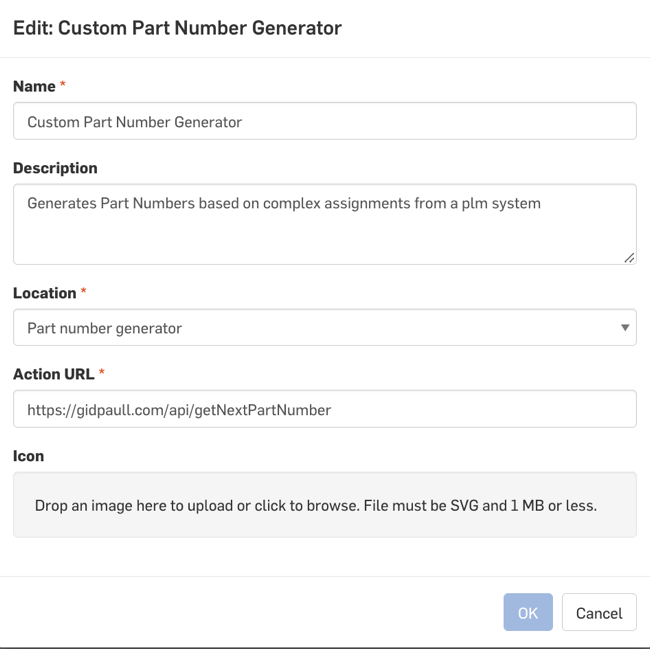 Edit: Custom Part Number Generator
Name *
Custom Part Number Generator
Description
Generates Part Numbers based on complex assignments from a plm system
Location *
Part number generator
Action URL *
https://gidpaull.com/api/getNextPartNumber
Icon
Drop an image here to upload or click to browse. File must be SVG and 1 MB or less.
OK Cancel